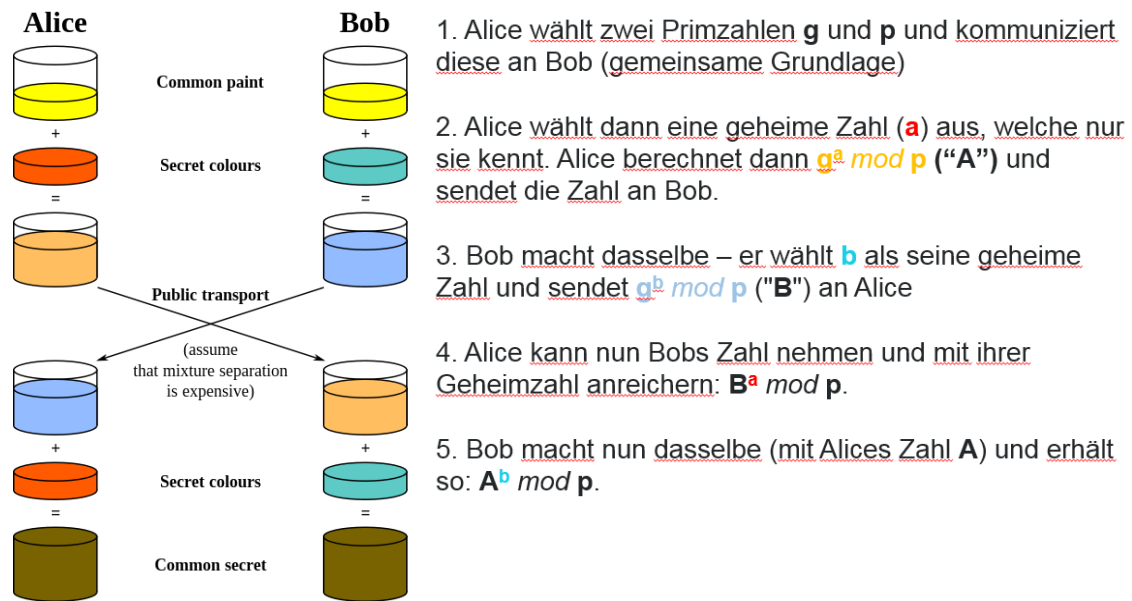 Alice
Bob
Common paint
+
+
Secret colours
=
=
Public transport
(assume
that mixture separation
is expensive)
+
+
Secret colours
=
=
Common secret
1. Alice wählt zwei Primzahlen g und p und kommuniziert
diese an Bob (gemeinsame Grundlage)
2. Alice wählt dann eine geheime Zahl (a) aus, welche nur
sie kennt. Alice berechnet dann gᵃ mod p (“A”) und
sendet die Zahl an Bob.
3. Bob macht dasselbe – er wählt b als seine geheime
Zahl und sendet gᵇ mod p ("B") an Alice
4. Alice kann nun Bobs Zahl nehmen und mit ihrer
Geheimzahl anreichern: Bᵃ mod p.
5. Bob macht nun dasselbe (mit Alices Zahl A) und erhält
so: Aᵇ mod p.